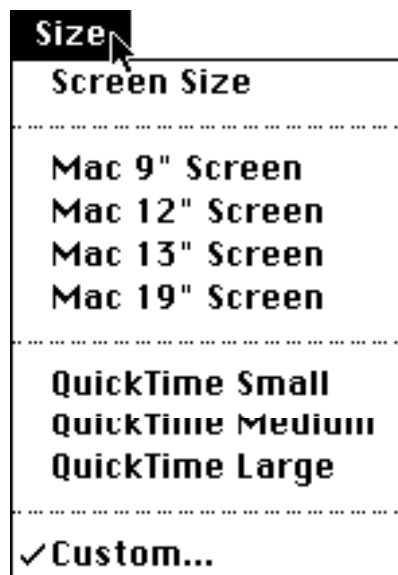 Size
Screen Size
Mac 9" Screen
Mac 12" Screen
Mac 13" Screen
Mac 19" Screen
QuickTime Small
QuickTime Medium
QuickTime Large
✓Custom...